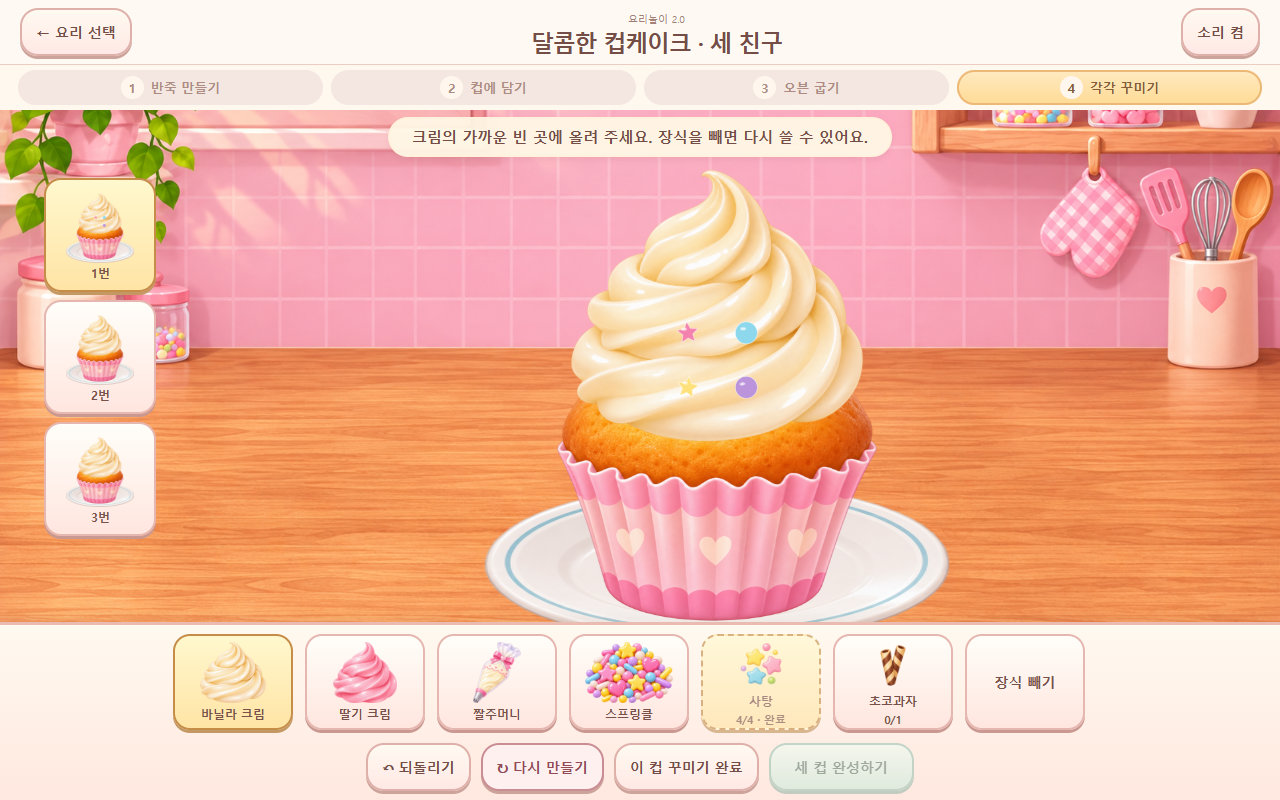 ← 요리 선택
요리놀이 2.0
달콤한 컵케이크 · 세 친구
소리 켬
1 반죽 만들기
2 컵에 담기
3 오븐 굽기
4 각각 꾸미기
크림의 가까운 빈 곳에 올려 주세요. 장식을 빼면 다시 쓸 수 있어요.
1번
2번
3번
바닐라 크림
딸기 크림
짤주머니
스프링클
사탕
4/4 · 완료
초코과자
0/1
장식 빼기
↶ 되돌리기
↻ 다시 만들기
이 컵 꾸미기 완료
세 컵 완성하기